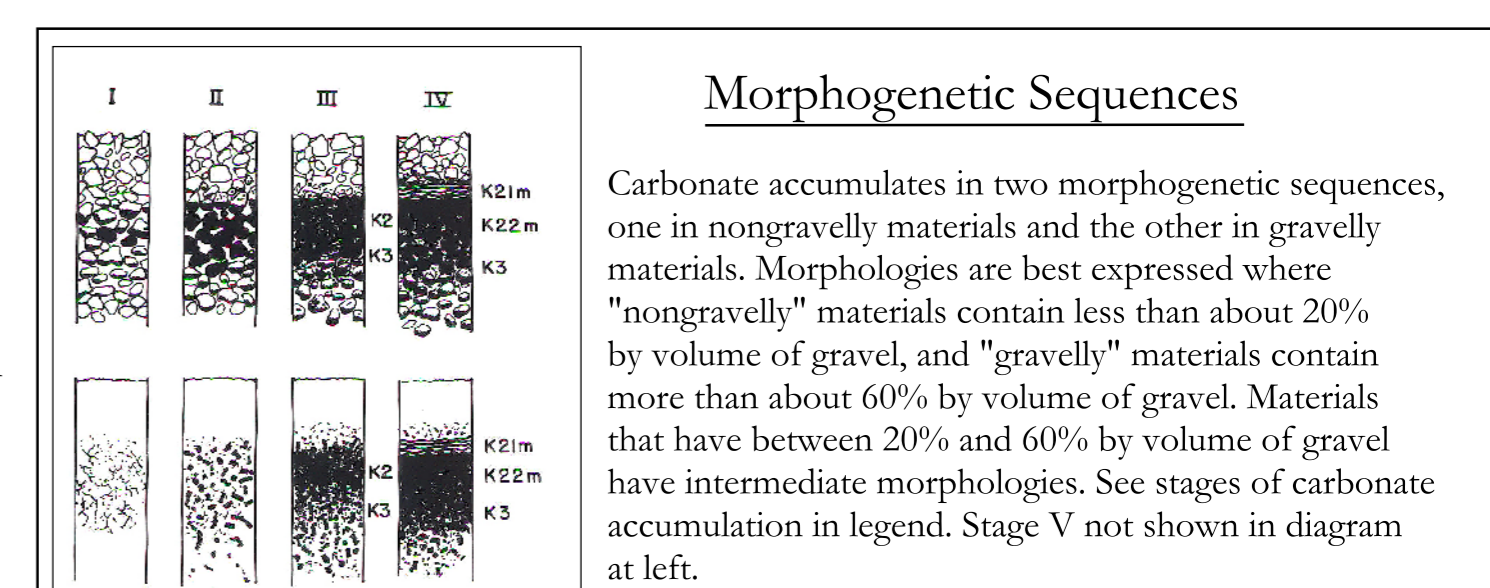 I II III IV
K21m
K2
K22m
K3
K3
K21m
K2
K22m
K3
K3
Morphogenetic Sequences
Carbonate accumulates in two morphogenetic sequences,
one in nongravelly materials and the other in gravelly
materials. Morphologies are best expressed where
"nongravelly" materials contain less than about 20%
by volume of gravel, and "gravelly" materials contain
more than about 60% by volume of gravel. Materials
that have between 20% and 60% by volume of gravel
have intermediate morphologies. See stages of carbonate
accumulation in legend. Stage V not shown in diagram
at left.